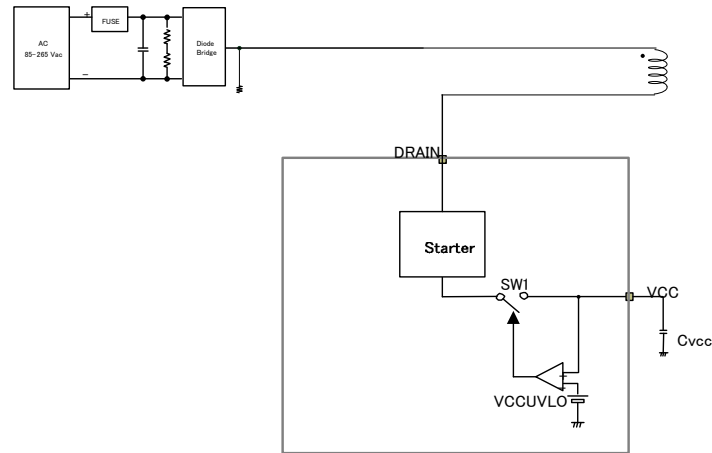 +
FUSE
AC
85-265 Vac
-
Diode
Bridge
DRAIN
Starter
SW1
VCC
Cvcc
+
VCCUVLO